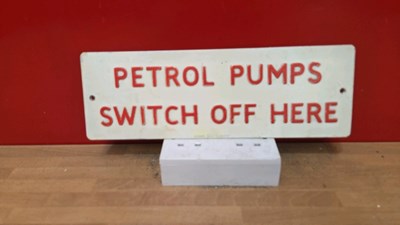 PETROL PUMPS
SWITCH OFF HERE